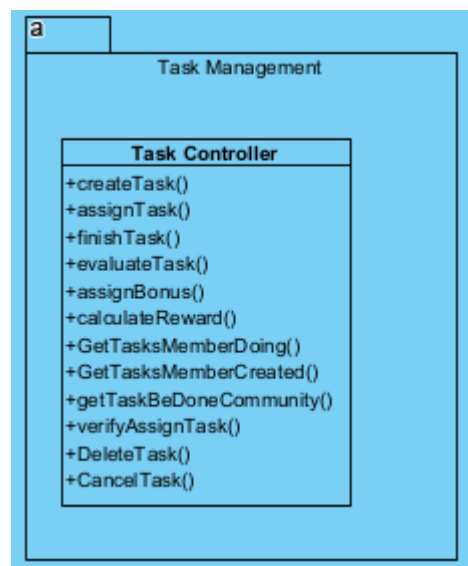 a
Task Management
Task Controller
+createTask()
+assignTask()
+finishTask()
+evaluateTask()
+assignBonus()
+calculateReward()
+GetTasksMemberDoing()
+GetTasksMemberCreated()
+getTaskBeDoneCommunity()
+verifyAssignTask()
+DeleteTask()
+CancelTask()